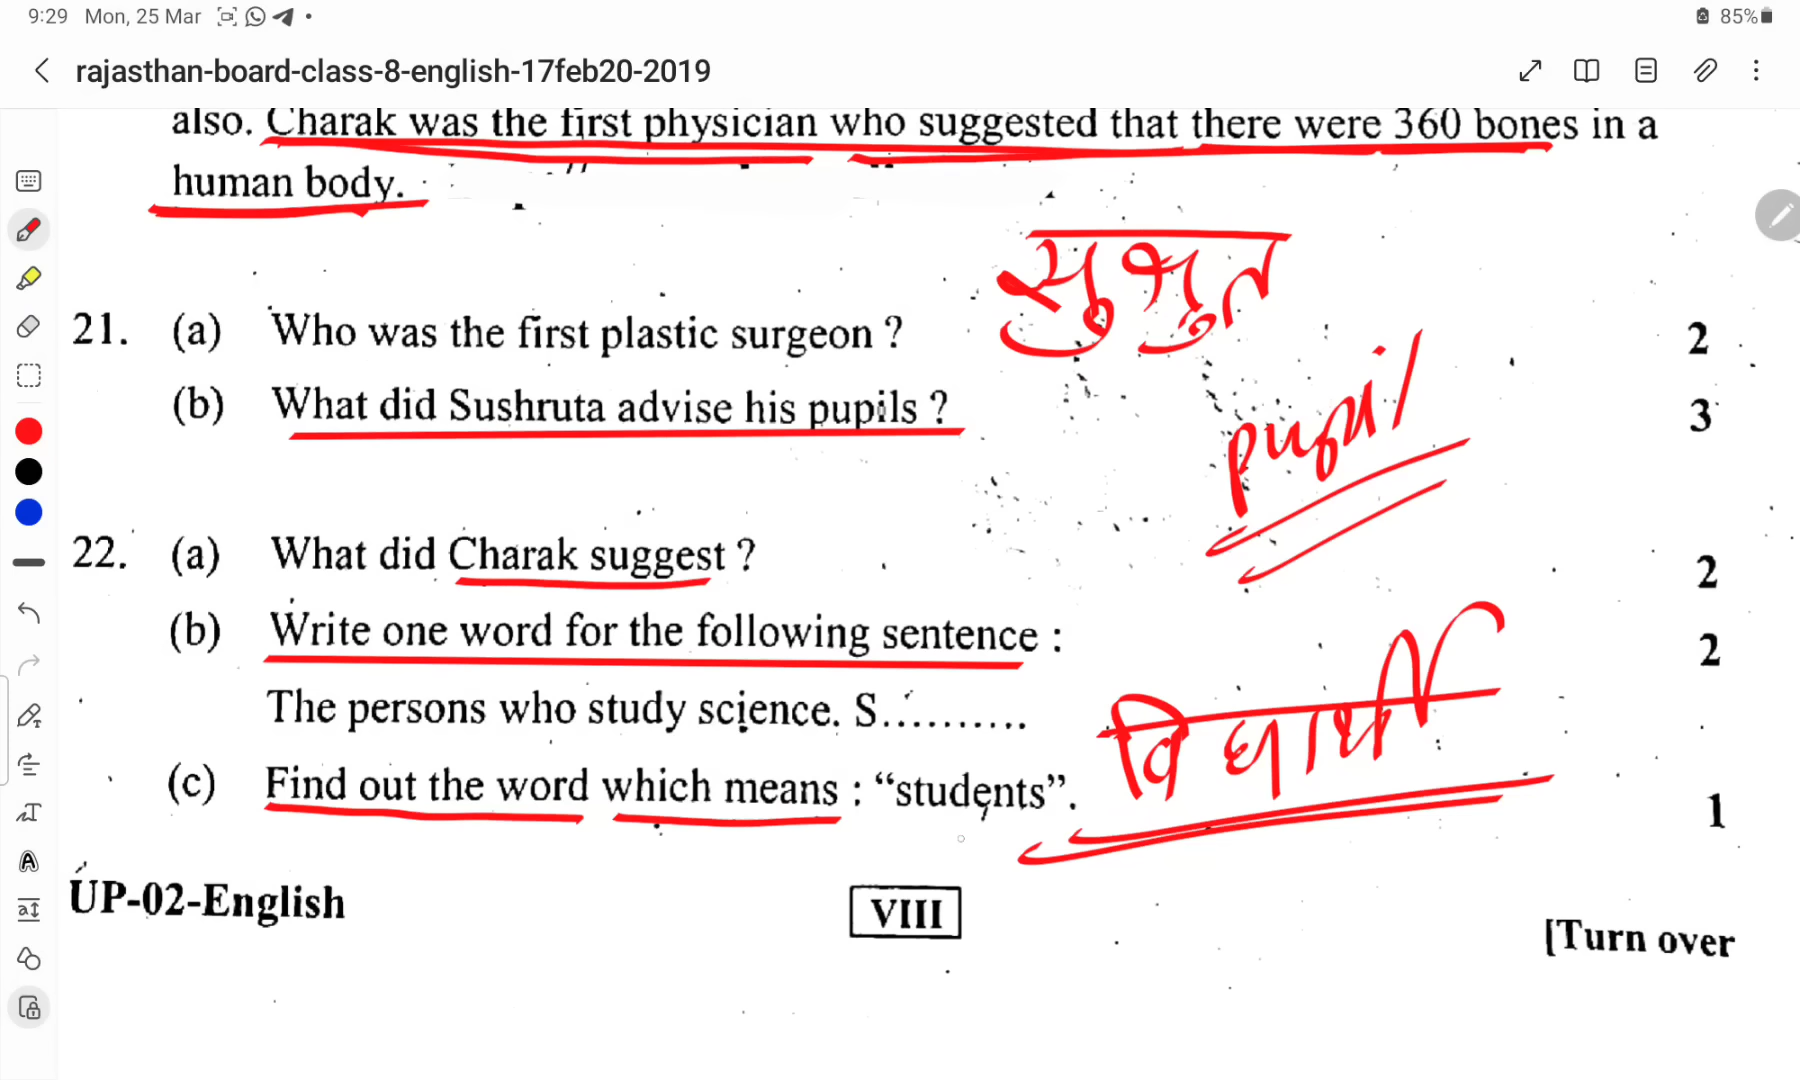 9:29 Mon, 25 Mar
85%
rajasthan-board-class-8-english-17feb20-2019
also. Charak was the first physician who suggested that there were 360 bones in a
human body.
सुश्रुत
21. (a) Who was the first plastic surgeon ? 2
(b) What did Sushruta advise his pupils ? 3
pupil
22. (a) What did Charak suggest ? 2
(b) Write one word for the following sentence : 2
The persons who study science. S..........
विद्यार्थी
(c) Find out the word which means : “students”. 1
UP-02-English
VIII
[Turn over